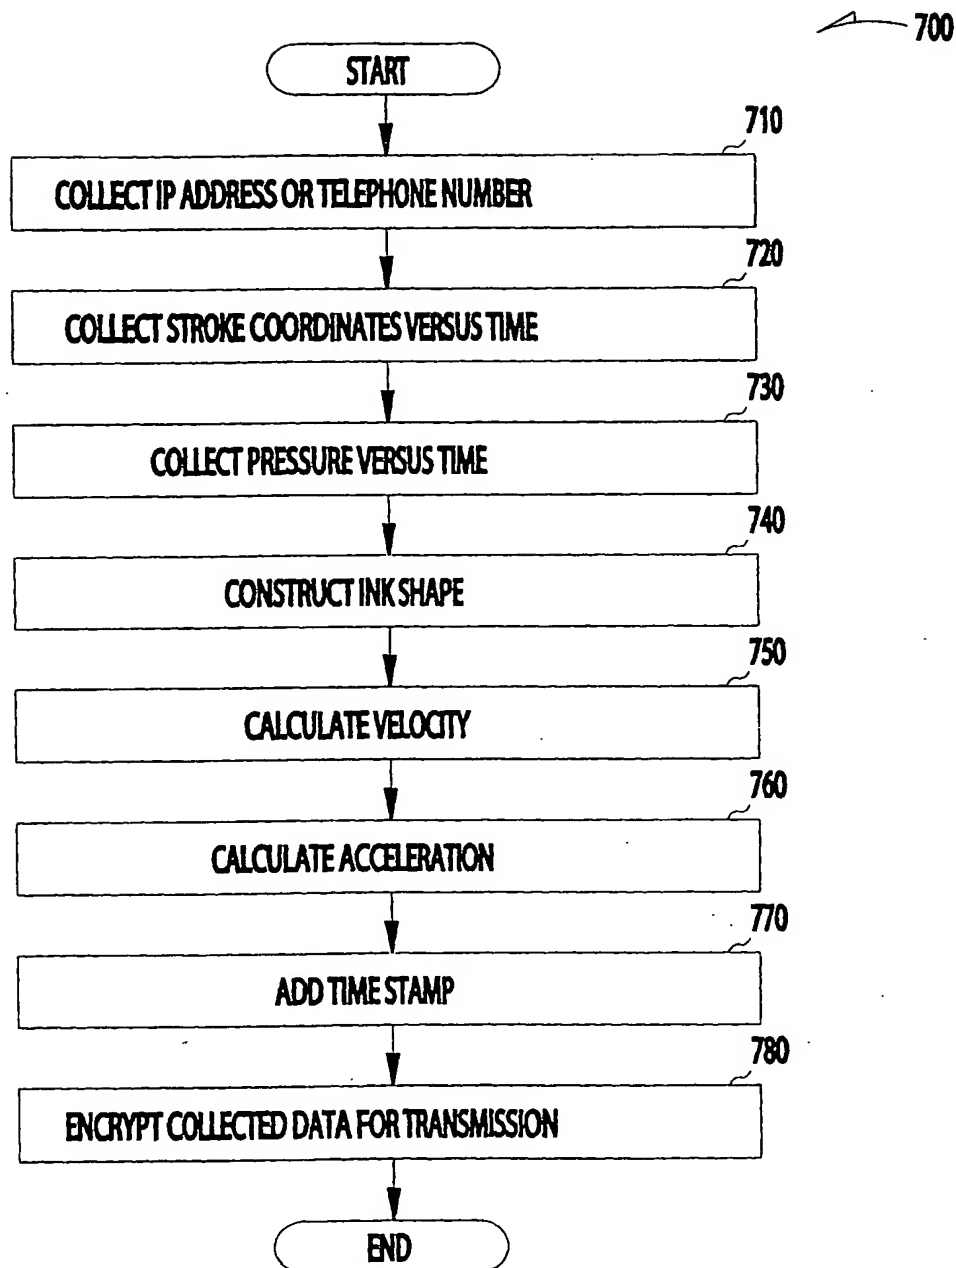 700
START
710
COLLECT IP ADDRESS OR TELEPHONE NUMBER
720
COLLECT STROKE COORDINATES VERSUS TIME
730
COLLECT PRESSURE VERSUS TIME
740
CONSTRUCT INK SHAPE
750
CALCULATE VELOCITY
760
CALCULATE ACCELERATION
770
ADD TIME STAMP
780
ENCRYPT COLLECTED DATA FOR TRANSMISSION
END